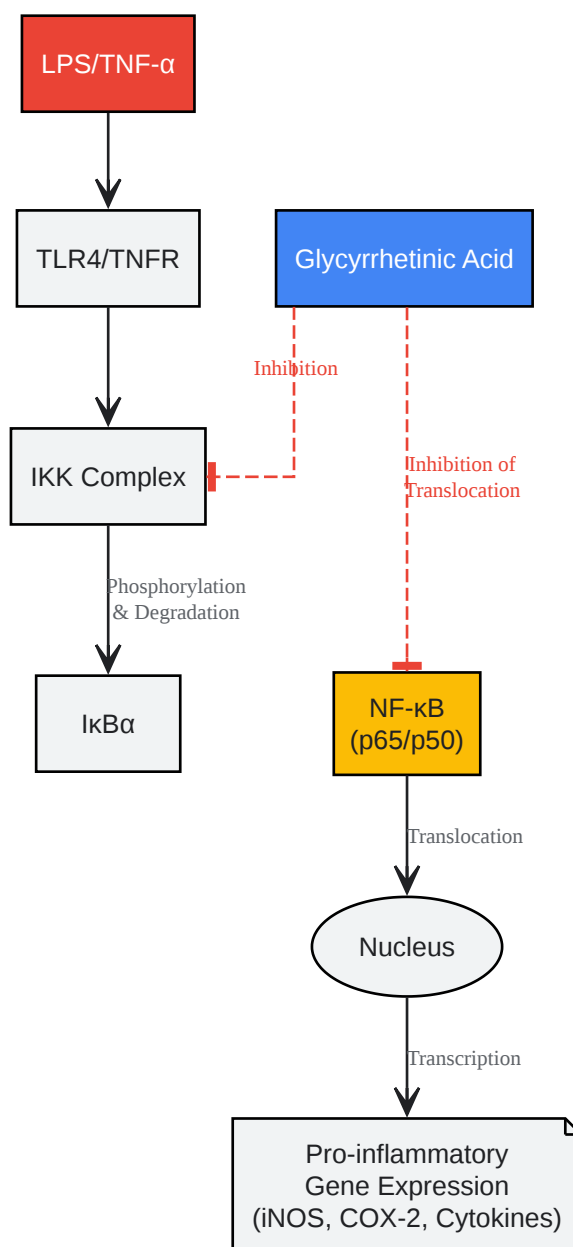 LPS/TNF-α
TLR4/TNFR
Glycyrrhetinic Acid
Inhibition
IKK Complex
Inhibition of
Translocation
Phosphorylation
& Degradation
IκBα
NF-κB
(p65/p50)
Translocation
Nucleus
Transcription
Pro-inflammatory
Gene Expression
(iNOS, COX-2, Cytokines)